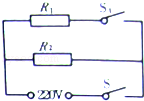 R₁ S₁
R₂
220V S